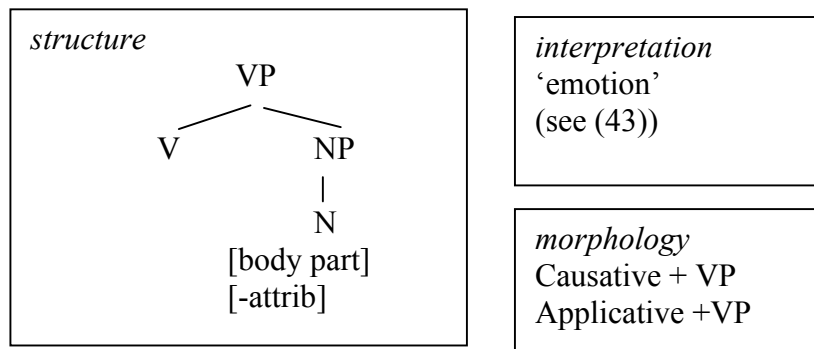 structure
VP
V NP
N
[body part]
[-attrib]
interpretation
‘emotion’
(see (43))
morphology
Causative + VP
Applicative +VP